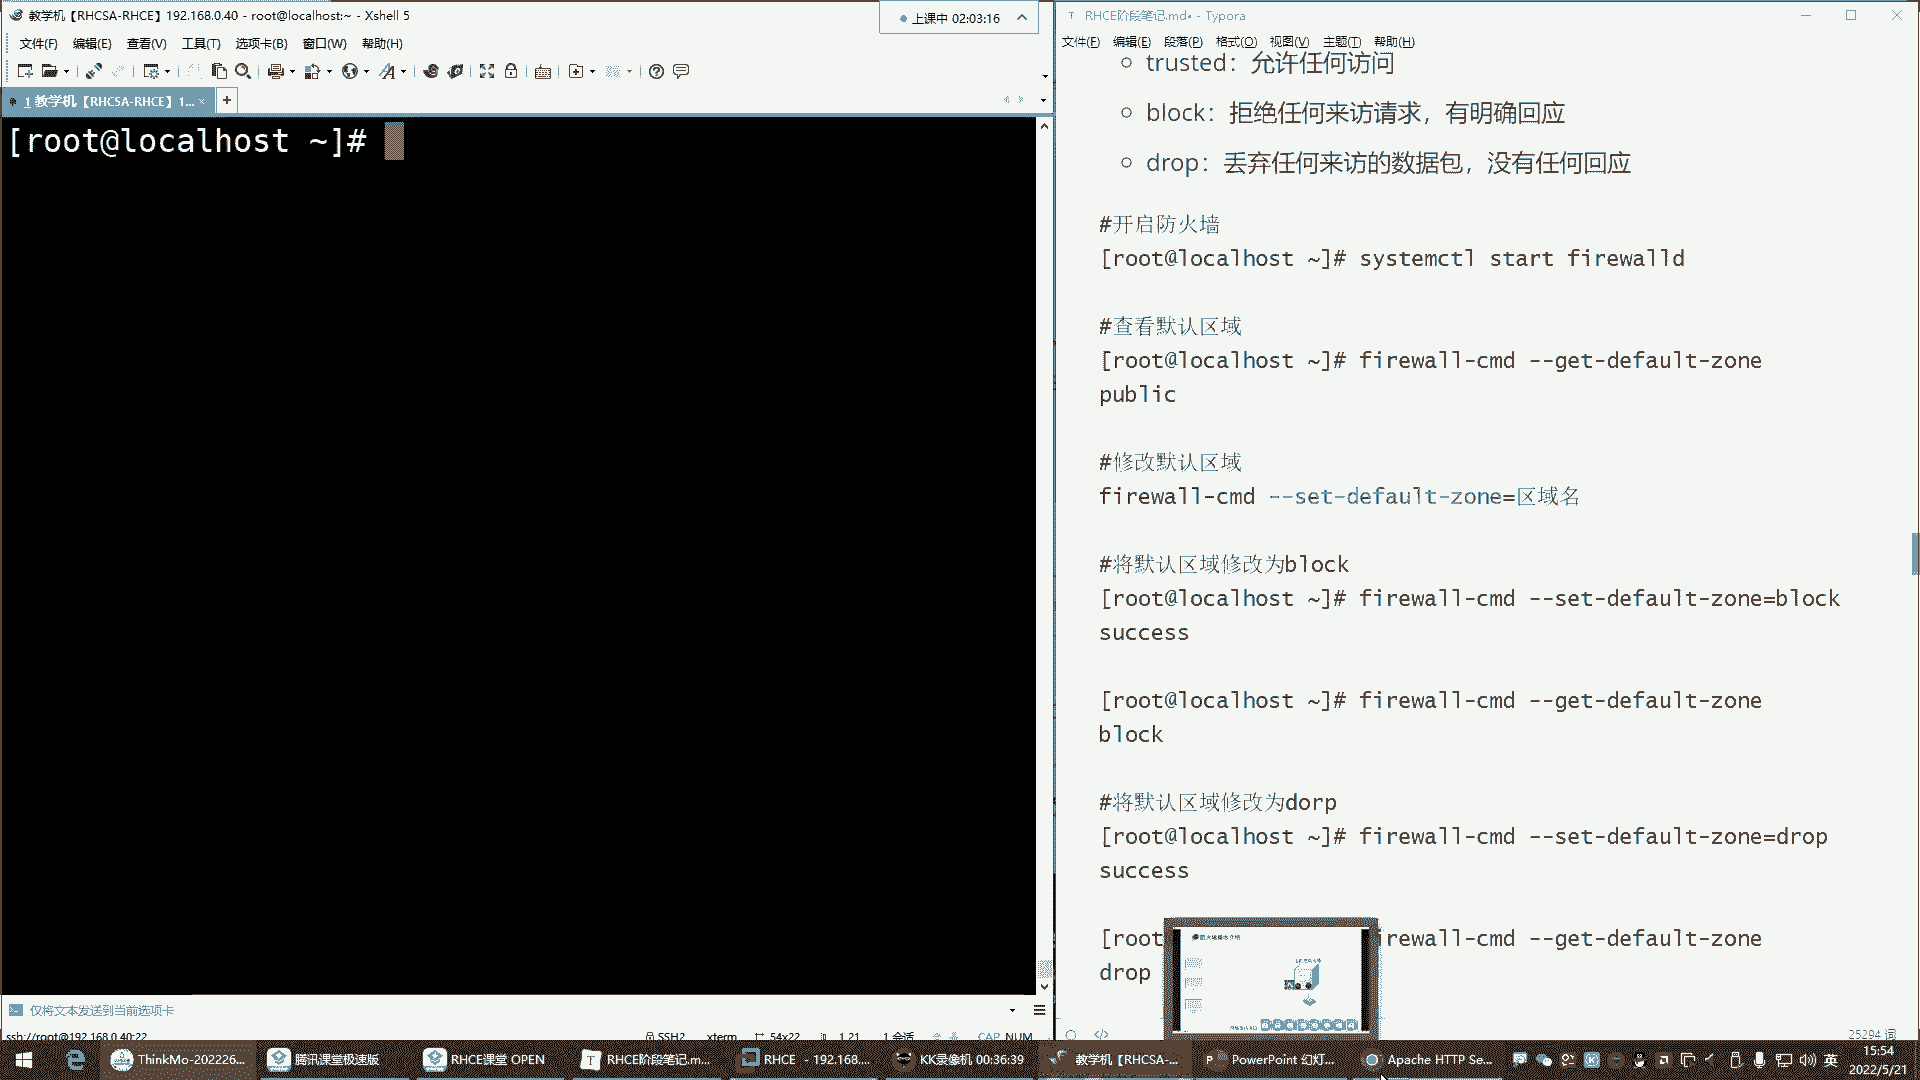 教学机【RHCSA-RHCE】192.168.0.40 - root@localhost:~ - Xshell 5
上课中 02:03:16
文件(F) 编辑(E) 查看(V) 工具(T) 选项卡(B) 窗口(W) 帮助(H)
1 教学机【RHCSA-RHCE】1... × +
[root@localhost ~]#
仅将文本发送到当前选项卡
ssh://root@192.168.0.40:22 SSH2 xterm 54x22 1,21 1 会话 CAP NUM
RHCE阶段笔记.md• - Typora
文件(F) 编辑(E) 段落(P) 格式(O) 视图(V) 主题(T) 帮助(H)
trusted：允许任何访问
block：拒绝任何来访请求，有明确回应
drop：丢弃任何来访的数据包，没有任何回应
#开启防火墙
[root@localhost ~]# systemctl start firewalld
#查看默认区域
[root@localhost ~]# firewall-cmd --get-default-zone
public
#修改默认区域
firewall-cmd --set-default-zone=区域名
#将默认区域修改为block
[root@localhost ~]# firewall-cmd --set-default-zone=block
success
[root@localhost ~]# firewall-cmd --get-default-zone
block
#将默认区域修改为dorp
[root@localhost ~]# firewall-cmd --set-default-zone=drop
success
[root irewall-cmd --get-default-zone
drop
25294 词
ThinkMo-202226... 腾讯课堂极速版 RHCE课堂 OPEN RHCE阶段笔记.m... RHCE - 192.168.... KK录像机 00:36:39 教学机【RHCSA-... PowerPoint 幻灯... Apache HTTP Se... 英
15:54
2022/5/21